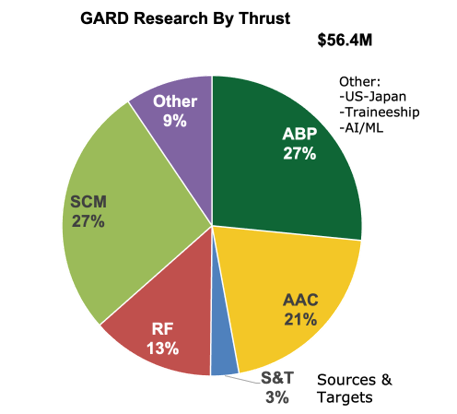 GARD Research By Thrust
$56.4M
Other:
-US-Japan
-Traineeship
-AI/ML
Other
9%
ABP
27%
SCM
27%
AAC
21%
RF
13%
S&T
3%
Sources &
Targets